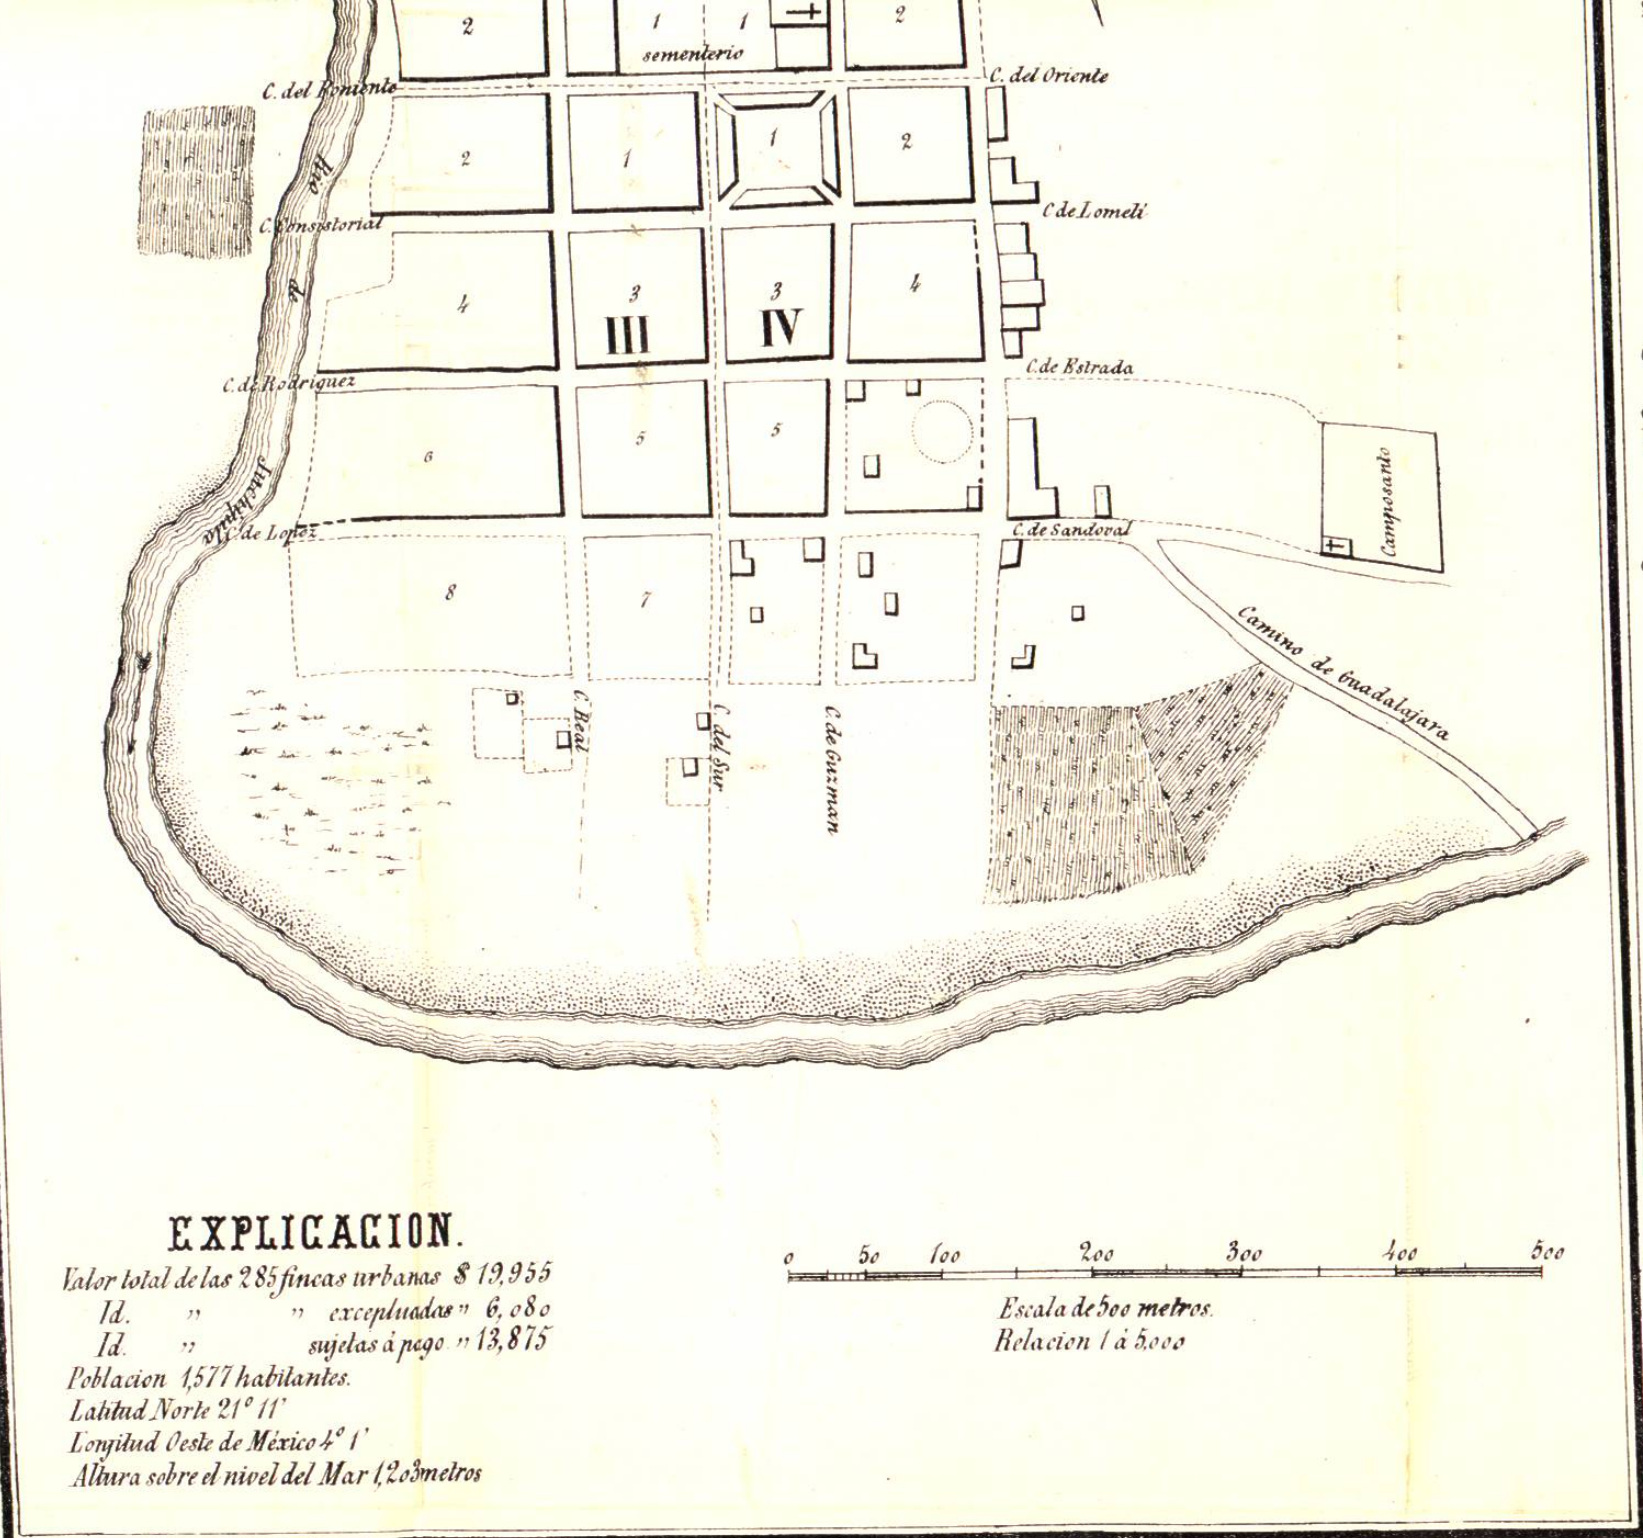 2 1 1 2
sementerio
C. del Poniente
C. del Oriente
2 1 1 2
Rio
C. Consistorial
C de Lomeli
de
4 3 3 4
III IV
C. de Rodriguez
C. de Estrada
6 5 5
Juchipila
Camposanto
C. de Lopez
C. de Sandoval
8 7
Camino de Guadalajara
C. Real
C. del Sur
C. de Guzman
EXPLICACION.
Valor total de las 285 fincas urbanas $ 19,955
Id. " " exceptuadas " 6,080
Id. " sujetas á pago. " 13,875
Poblacion 1,577 habitantes.
Latitud Norte 21° 11'
Longitud Oeste de México 4° 1'
Altura sobre el nivel del Mar 1,203 metros
0 50 100 200 300 400 500
Escala de 500 metros.
Relacion 1 á 5,000